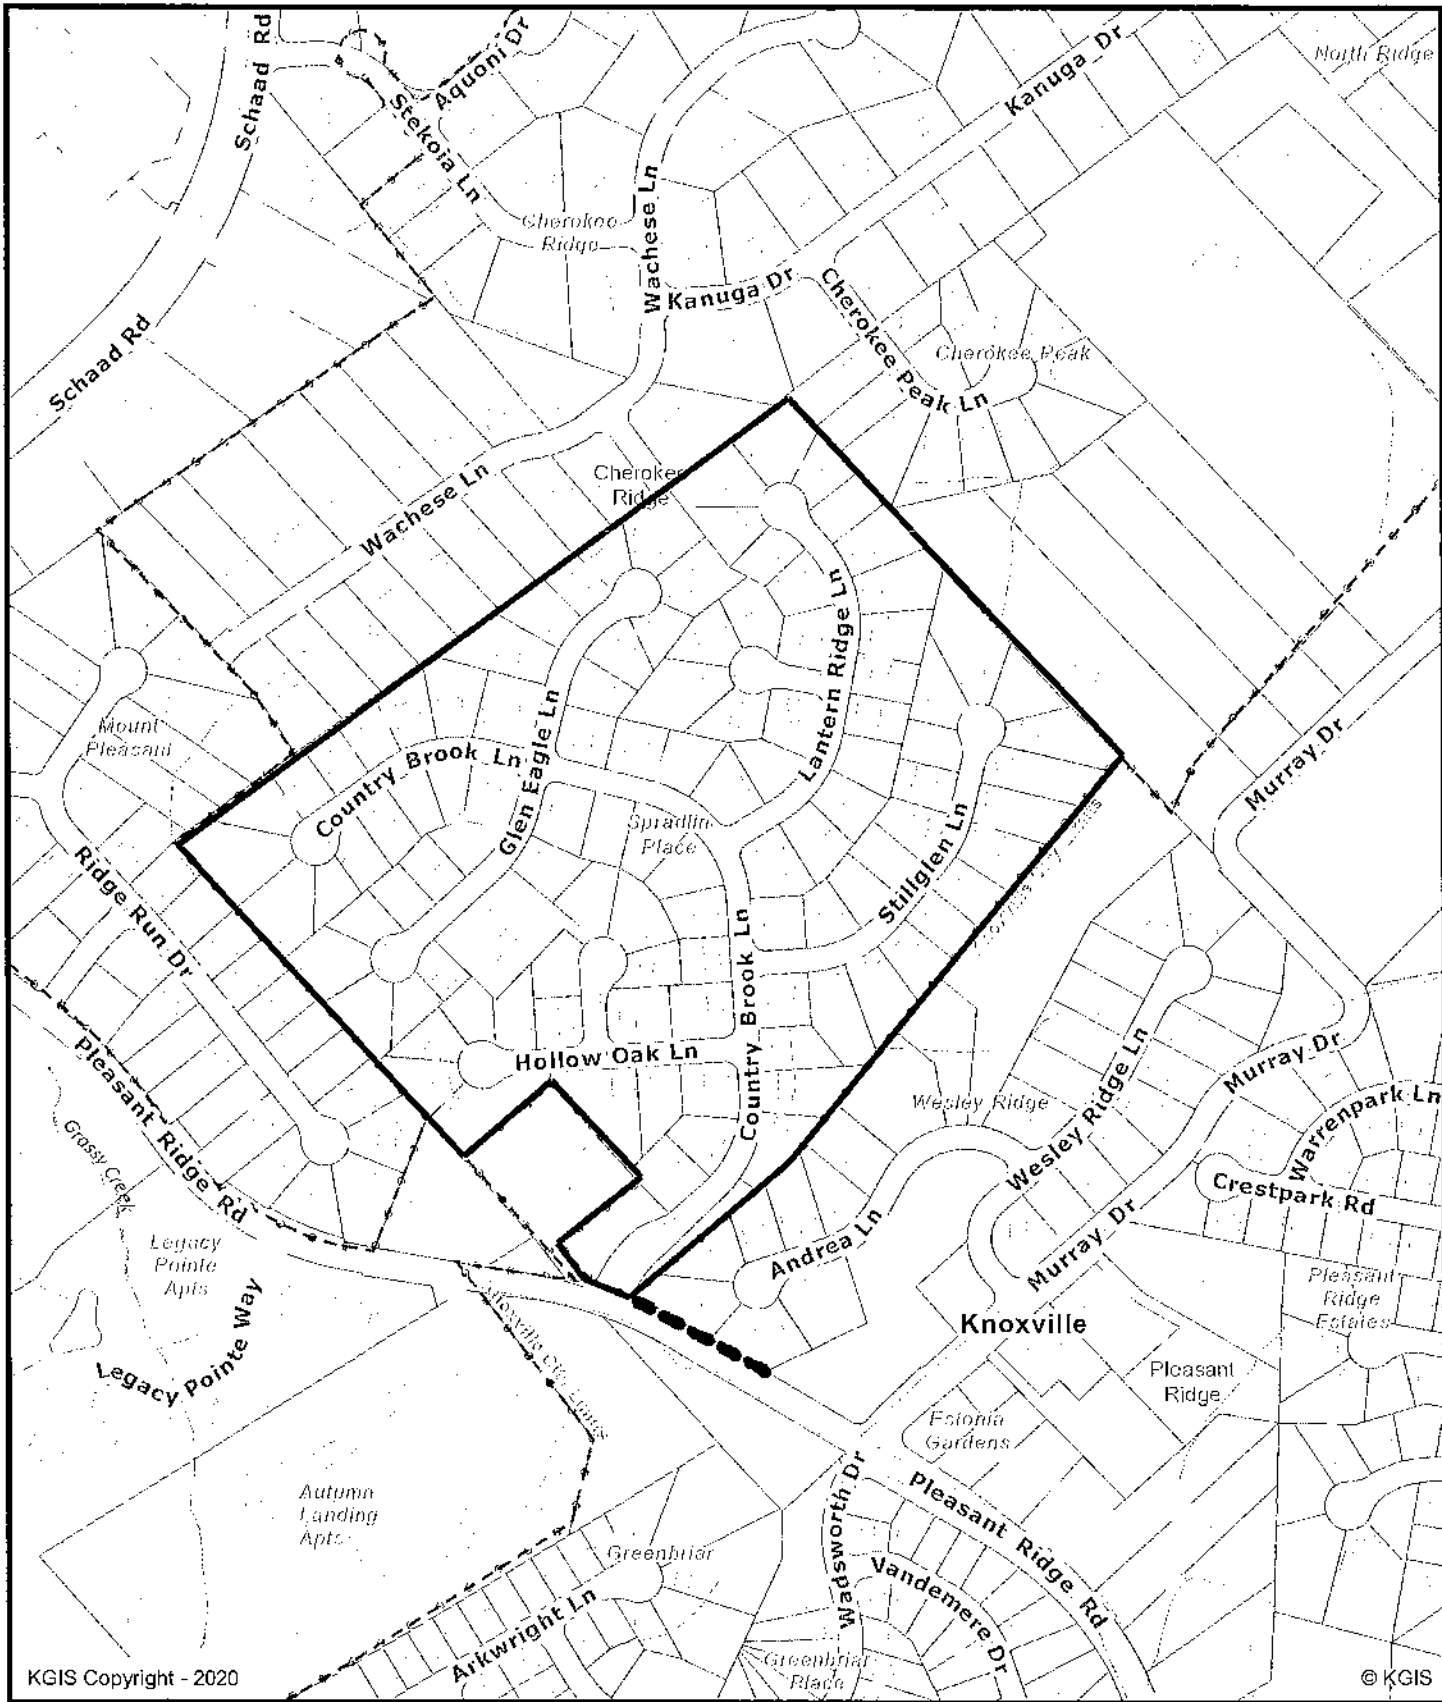 Schaad Rd
Aquoni Dr
Kanuga Dr
North Ridge
Stekoia Ln
Cherokee
Ridge
Wachese Ln
Kanuga Dr
Cherokee Peak Ln
Cherokee Peak
Schaad Rd
Cherokee
Ridge
Wachese Ln
Lantern Ridge Ln
Mount
Pleasant
Country Brook Ln
Glen Eagle Ln
Murray Dr
Spradlin
Place
Stillglen Ln
Ridge Run Dr
Country Brook Ln
Hollow Oak Ln
Pleasant Ridge Rd
Grassy Creek
Wesley Ridge
Wesley Ridge Ln
Murray Dr
Warrenpark Ln
Crestpark Rd
Andrea Ln
Murray Dr
Legacy
Pointe
Apts
Legacy Pointe Way
Knoxville City Limits
Knoxville
Pleasant
Ridge
Estates
Pleasant
Ridge
Estonia
Gardens
Autumn
Landing
Apts
Wadsworth Dr
Pleasant Ridge Rd
Greenbriar
Vandemere Dr
Arkwright Ln
Greenbriar
Place
KGIS Copyright - 2020
© KGIS